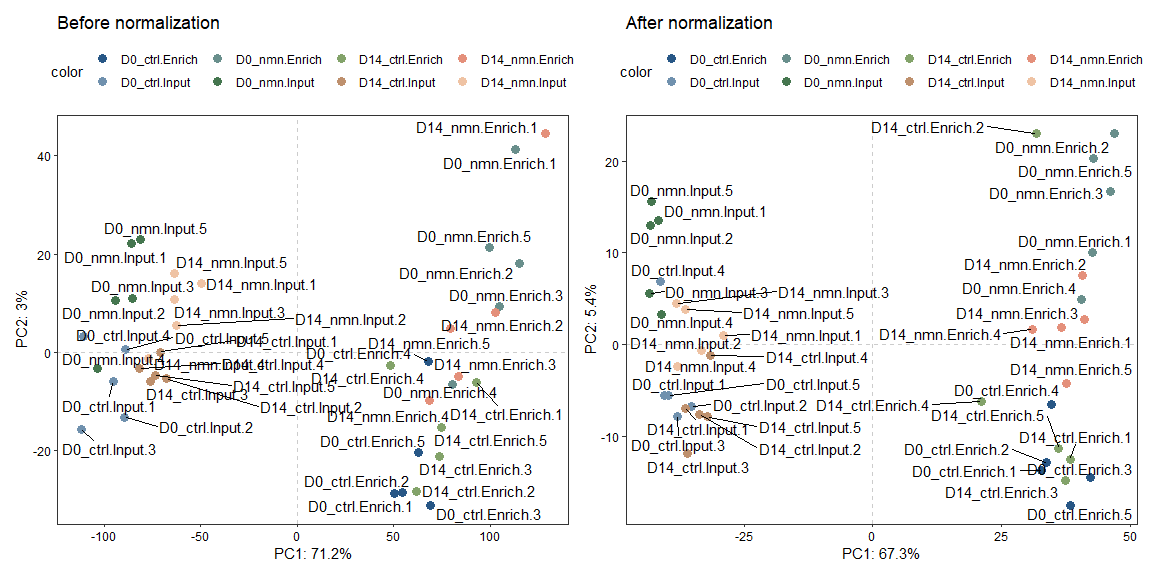 Before normalization
color
D0_ctrl.Enrich
D0_nmn.Enrich
D14_ctrl.Enrich
D14_nmn.Enrich
D0_ctrl.Input
D0_nmn.Input
D14_ctrl.Input
D14_nmn.Input
D14_nmn.Enrich.1
D0_nmn.Enrich.1
D0_nmn.Input.5
D0_nmn.Enrich.5
D0_nmn.Input.1
D14_nmn.Input.5
D0_nmn.Enrich.2
D0_nmn.Input.3
D14_nmn.Input.1
D0_nmn.Enrich.3
D0_nmn.Input.2
D14_nmn.Input.3
D14_nmn.Input.2
D14_nmn.Enrich.2
D0_ctrl.Input.4
D0_ctrl.Input.5
D14_ctrl.Input.1
D14_nmn.Enrich.5
D0_ctrl.Enrich.4
D0_nmn.Input.4
D14_nmn.Input.4
D14_ctrl.Input.4
D14_nmn.Enrich.3
D14_ctrl.Enrich.4
D14_ctrl.Input.5
D14_ctrl.Input.3
D0_nmn.Enrich.4
D0_ctrl.Input.1
D14_ctrl.Input.2
D14_nmn.Enrich.4
D14_ctrl.Enrich.1
D0_ctrl.Input.2
D0_ctrl.Enrich.5
D14_ctrl.Enrich.5
D0_ctrl.Input.3
D14_ctrl.Enrich.3
D0_ctrl.Enrich.2
D14_ctrl.Enrich.2
D0_ctrl.Enrich.1
D0_ctrl.Enrich.3
40
20
0
-20
PC2: 3%
-100
-50
0
50
100
PC1: 71.2%
After normalization
color
D0_ctrl.Enrich
D0_nmn.Enrich
D14_ctrl.Enrich
D14_nmn.Enrich
D0_ctrl.Input
D0_nmn.Input
D14_ctrl.Input
D14_nmn.Input
D14_ctrl.Enrich.2
D0_nmn.Enrich.2
D0_nmn.Enrich.5
D0_nmn.Input.5
D0_nmn.Enrich.3
D0_nmn.Input.1
D0_nmn.Input.2
D0_nmn.Enrich.1
D14_nmn.Enrich.2
D0_ctrl.Input.4
D0_nmn.Enrich.4
D0_nmn.Input.3
D14_nmn.Input.3
D14_nmn.Input.5
D14_nmn.Enrich.3
D0_nmn.Input.4
D14_nmn.Input.1
D14_nmn.Enrich.4
D14_nmn.Enrich.1
D14_nmn.Input.2
D14_ctrl.Input.4
D14_nmn.Enrich.5
D0_ctrl.Input.1
D0_ctrl.Input.5
D0_ctrl.Enrich.4
D0_ctrl.Input.2
D14_ctrl.Enrich.4
D14_ctrl.Enrich.5
D14_ctrl.Input.1
D14_ctrl.Input.5
D14_ctrl.Enrich.1
D0_ctrl.Input.3
D14_ctrl.Input.2
D0_ctrl.Enrich.2
D14_ctrl.Input.3
D0_ctrl.Enrich.1
D0_ctrl.Enrich.3
D14_ctrl.Enrich.3
D0_ctrl.Enrich.5
20
10
0
-10
PC2: 5.4%
-25
0
25
50
PC1: 67.3%